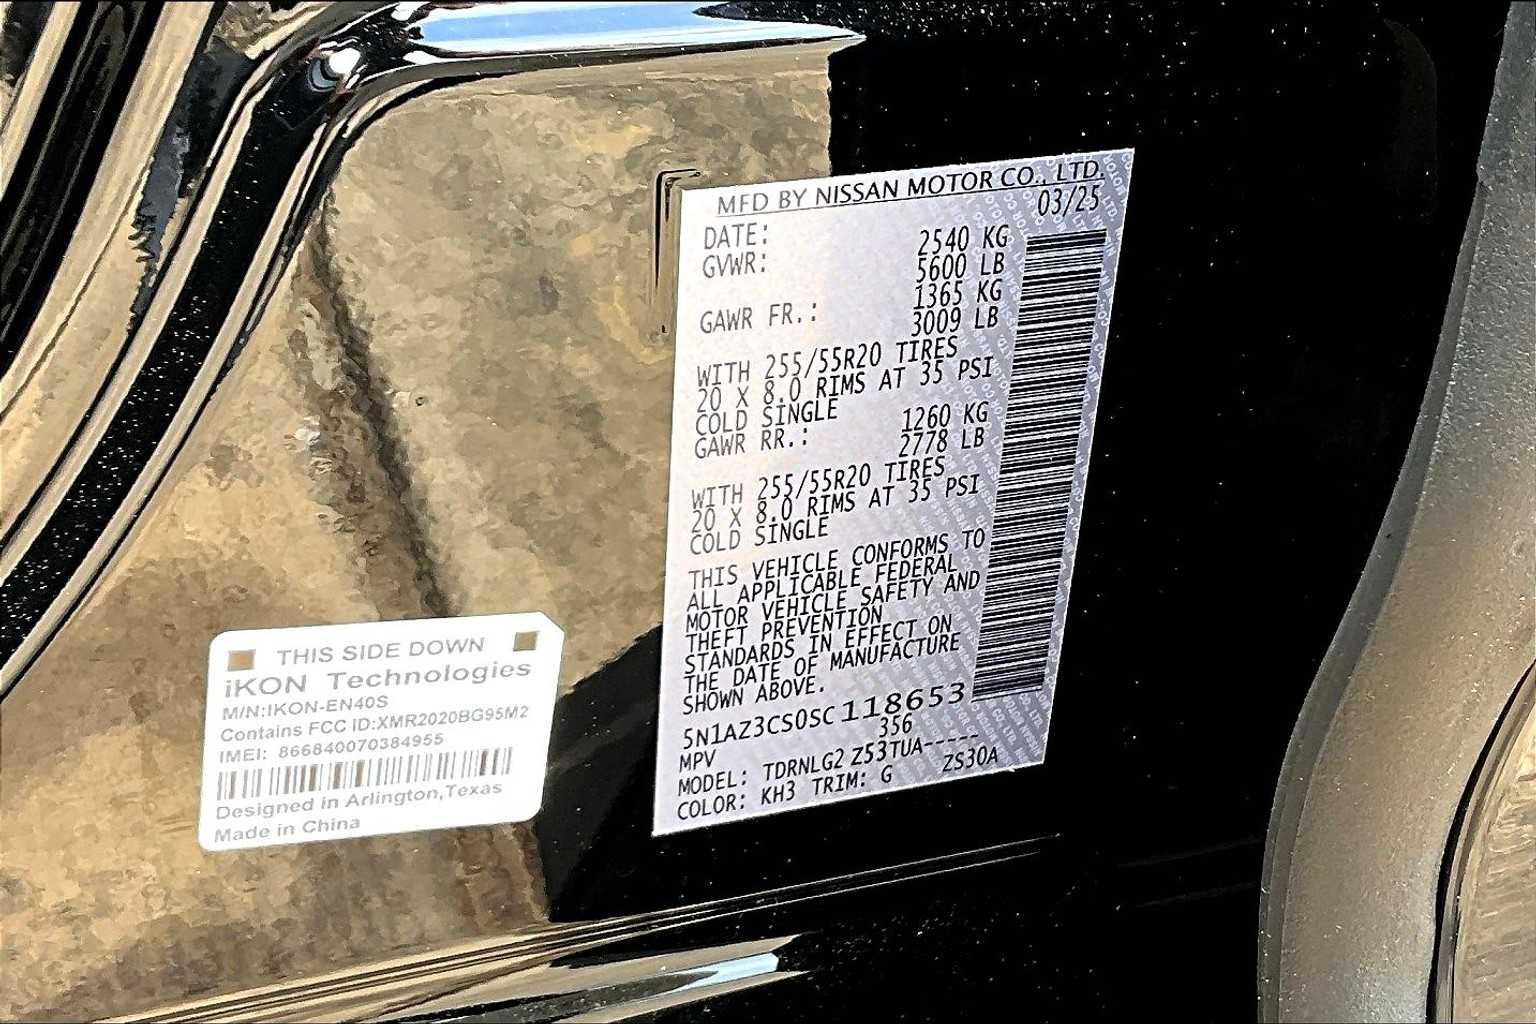 MFD BY NISSAN MOTOR CO., LTD.
03/25
DATE:
GVWR: 2540 KG
5600 LB
GAWR FR.: 1365 KG
3009 LB
WITH 255/55R20 TIRES
20 X 8.0 RIMS AT 35 PSI
COLD SINGLE
GAWR RR.: 1260 KG
2778 LB
WITH 255/55R20 TIRES
20 X 8.0 RIMS AT 35 PSI
COLD SINGLE
THIS VEHICLE CONFORMS TO
ALL APPLICABLE FEDERAL
MOTOR VEHICLE SAFETY AND
THEFT PREVENTION
STANDARDS IN EFFECT ON
THE DATE OF MANUFACTURE
SHOWN ABOVE.
5N1AZ3CS0SC118653
MPV 356
MODEL: TDRNLG2 Z53TUA-----
COLOR: KH3 TRIM: G ZS30A
THIS SIDE DOWN
iKON Technologies
M/N:IKON-EN40S
Contains FCC ID:XMR2020BG95M2
IMEI: 866840070384955
Designed in Arlington,Texas
Made in China